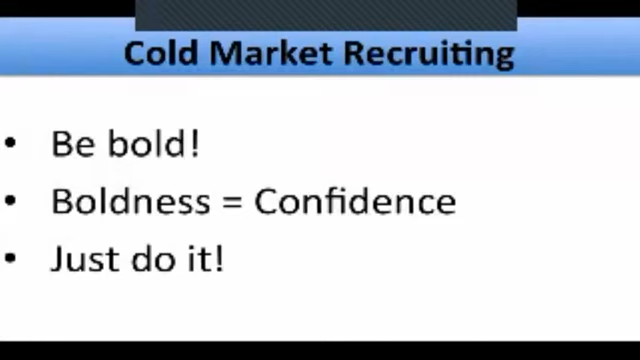 Cold Market Recruiting
• Be bold!
• Boldness = Confidence
• Just do it!